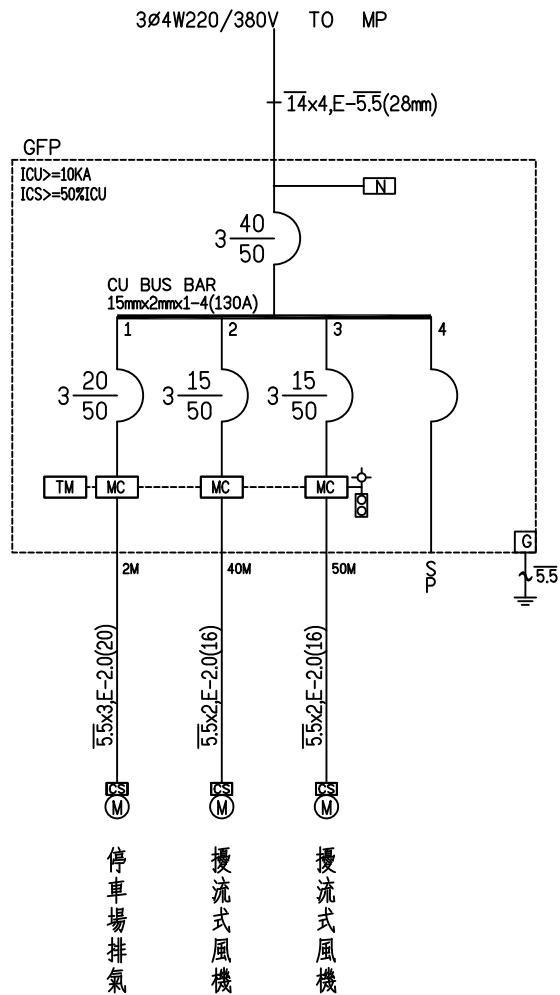 3Ø4W220/380V TO MP
14x4,E-5.5(28mm)
GFP
ICU>=10KA
ICS>=50%ICU
N
3 40/50
CU BUS BAR
15mmx2mmx1-4(130A)
1 2 3 4
3 20/50 3 15/50 3 15/50
TM MC MC MC
G
2M 40M 50M SP
5.5
5.5x3,E-2.0(20) 5.5x2,E-2.0(16) 5.5x2,E-2.0(16)
CS CS CS
M M M
停車場排氣
擾流式風機
擾流式風機